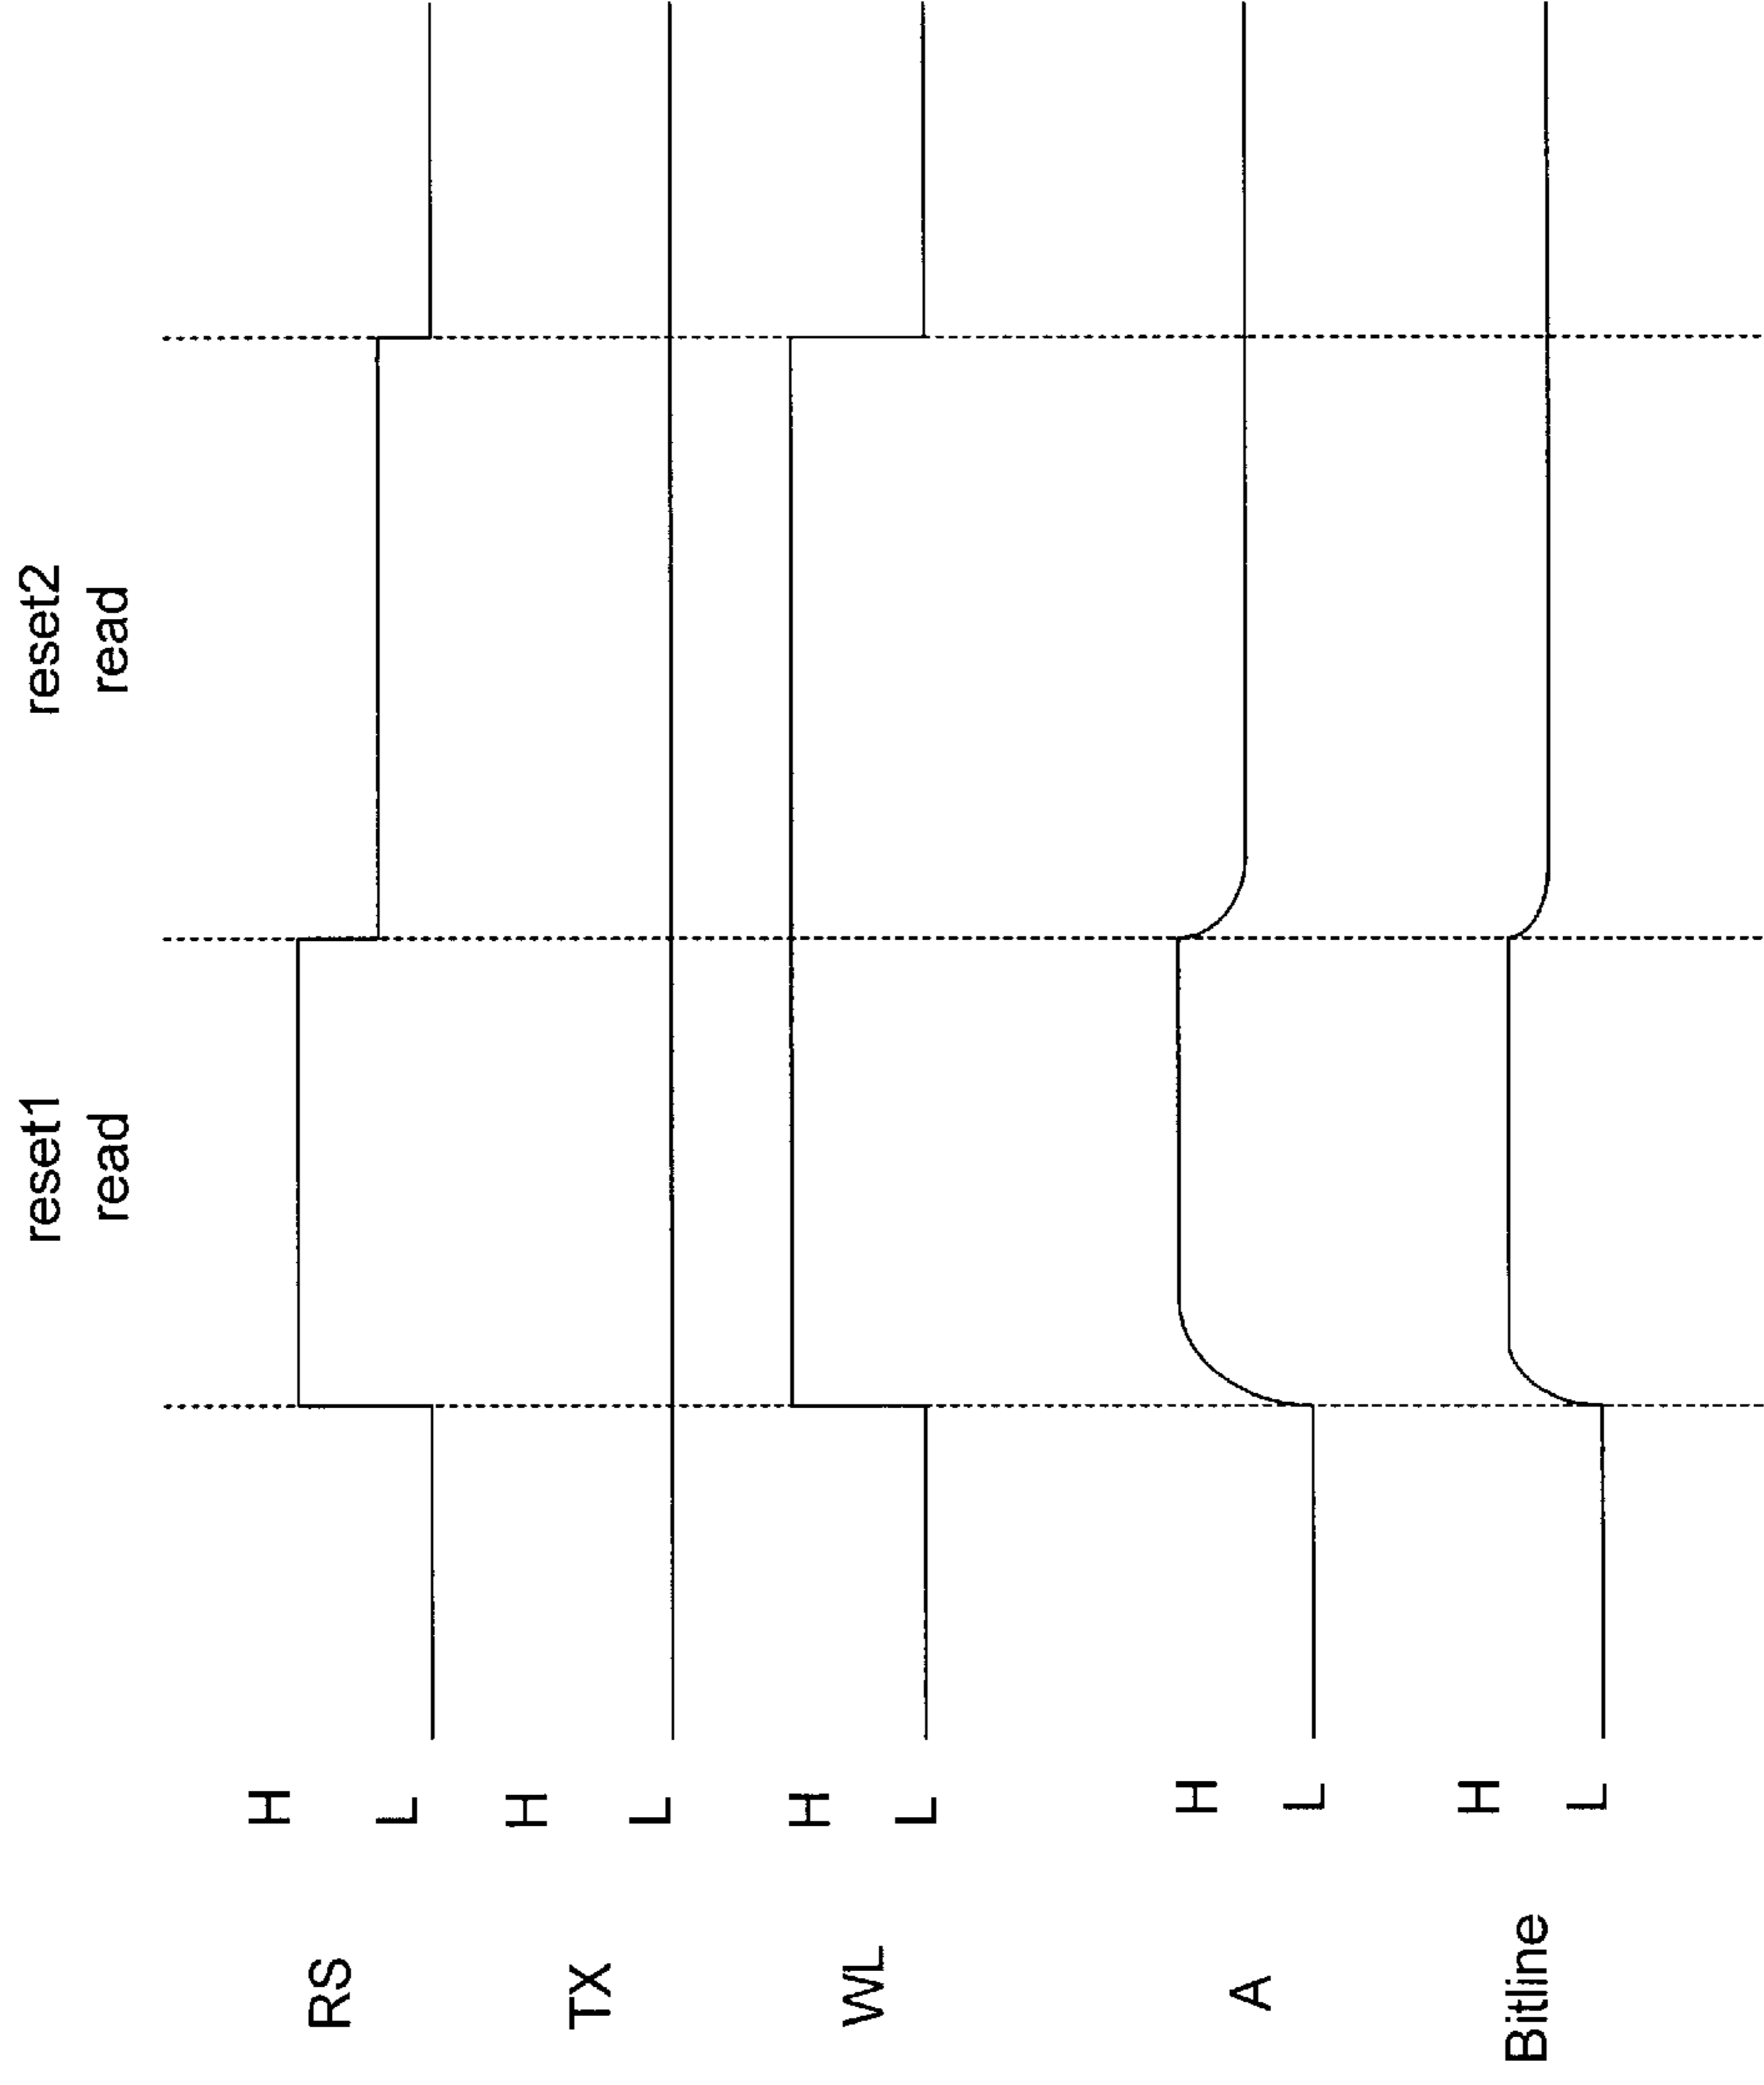 reset1 read
reset2 read
RS
H
L
TX
H
L
WL
H
L
A
H
L
Bitline
H
L